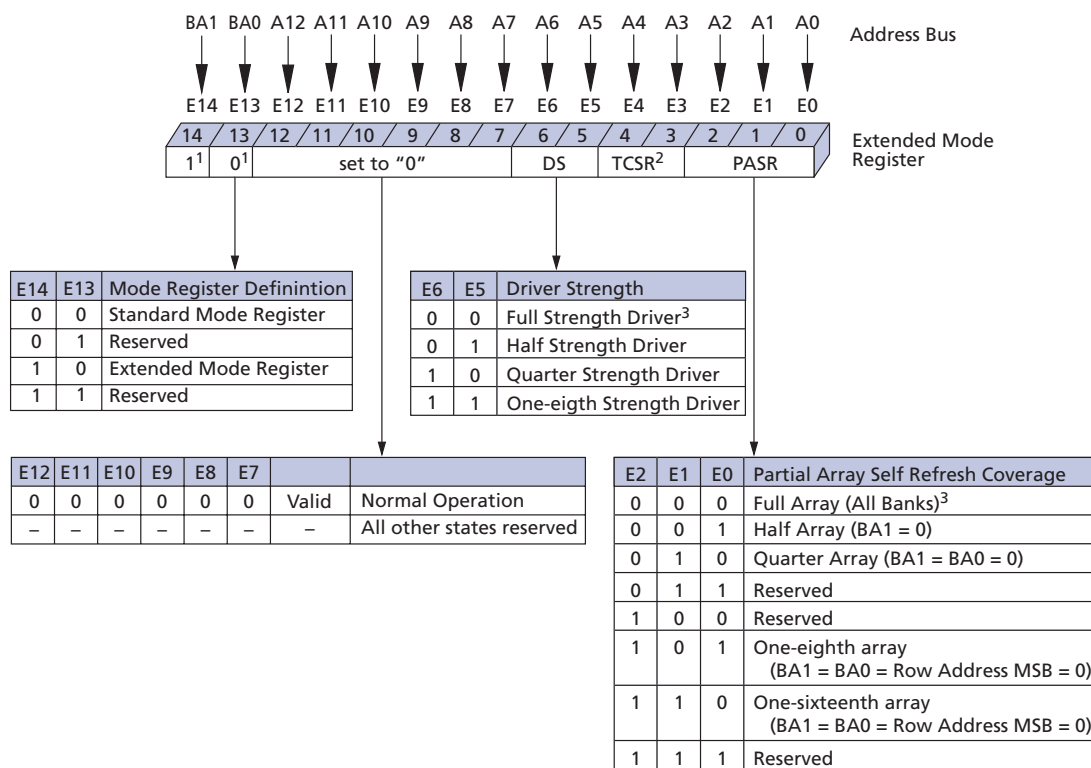 BA1 BA0 A12 A11 A10 A9 A8 A7 A6 A5 A4 A3 A2 A1 A0
Address Bus
E14 E13 E12 E11 E10 E9 E8 E7 E6 E5 E4 E3 E2 E1 E0
14 13 12 11 10 9 8 7 6 5 4 3 2 1 0
Extended Mode
Register
1¹ 0¹ set to “0” DS TCSR² PASR
E14 E13 Mode Register Definintion
0 0 Standard Mode Register
0 1 Reserved
1 0 Extended Mode Register
1 1 Reserved
E6 E5 Driver Strength
0 0 Full Strength Driver³
0 1 Half Strength Driver
1 0 Quarter Strength Driver
1 1 One-eigth Strength Driver
E12 E11 E10 E9 E8 E7
0 0 0 0 0 0 Valid Normal Operation
– – – – – – – All other states reserved
E2 E1 E0 Partial Array Self Refresh Coverage
0 0 0 Full Array (All Banks)³
0 0 1 Half Array (BA1 = 0)
0 1 0 Quarter Array (BA1 = BA0 = 0)
0 1 1 Reserved
1 0 0 Reserved
1 0 1 One-eighth array
(BA1 = BA0 = Row Address MSB = 0)
1 1 0 One-sixteenth array
(BA1 = BA0 = Row Address MSB = 0)
1 1 1 Reserved